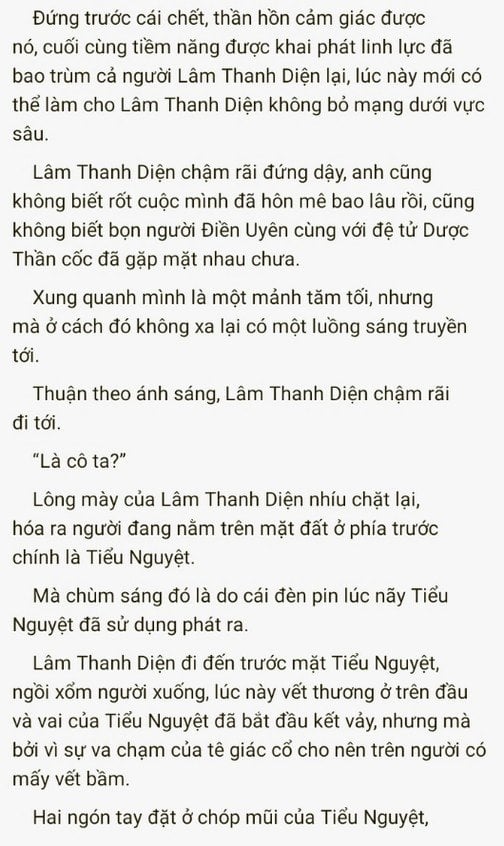 Đứng trước cái chết, thần hồn cảm giác được
nó, cuối cùng tiềm năng được khai phát linh lực đã
bao trùm cả người Lâm Thanh Diện lại, lúc này mới có
thể làm cho Lâm Thanh Diện không bỏ mạng dưới vực
sâu.
Lâm Thanh Diện chậm rãi đứng dậy, anh cũng
không biết rốt cuộc mình đã hôn mê bao lâu rồi, cũng
không biết bọn người Điền Uyên cùng với đệ tử Dược
Thần cốc đã gặp mặt nhau chưa.
Xung quanh mình là một mảnh tăm tối, nhưng
mà ở cách đó không xa lại có một luồng sáng truyền
tới.
Thuận theo ánh sáng, Lâm Thanh Diện chậm rãi
đi tới.
“Là cô ta?”
Lông mày của Lâm Thanh Diện nhíu chặt lại,
hóa ra người đang nằm trên mặt đất ở phía trước
chính là Tiểu Nguyệt.
Mà chùm sáng đó là do cái đèn pin lúc nãy Tiểu
Nguyệt đã sử dụng phát ra.
Lâm Thanh Diện đi đến trước mặt Tiểu Nguyệt,
ngồi xổm người xuống, lúc này vết thương ở trên đầu
và vai của Tiểu Nguyệt đã bắt đầu kết vảy, nhưng mà
bởi vì sự va chạm của tê giác cổ cho nên trên người có
mấy vết bầm.
Hai ngón tay đặt ở chóp mũi của Tiểu Nguyệt,